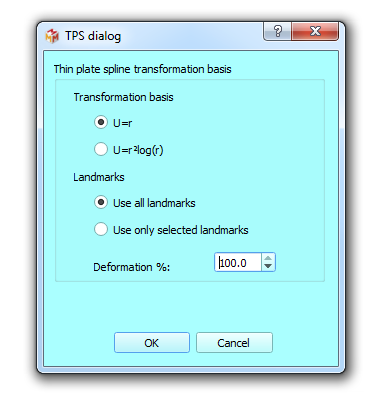 TPS dialog
Thin plate spline transformation basis
Transformation basis
U=r
U=r²log(r)
Landmarks
Use all landmarks
Use only selected landmarks
Deformation %: 100.0
OK Cancel